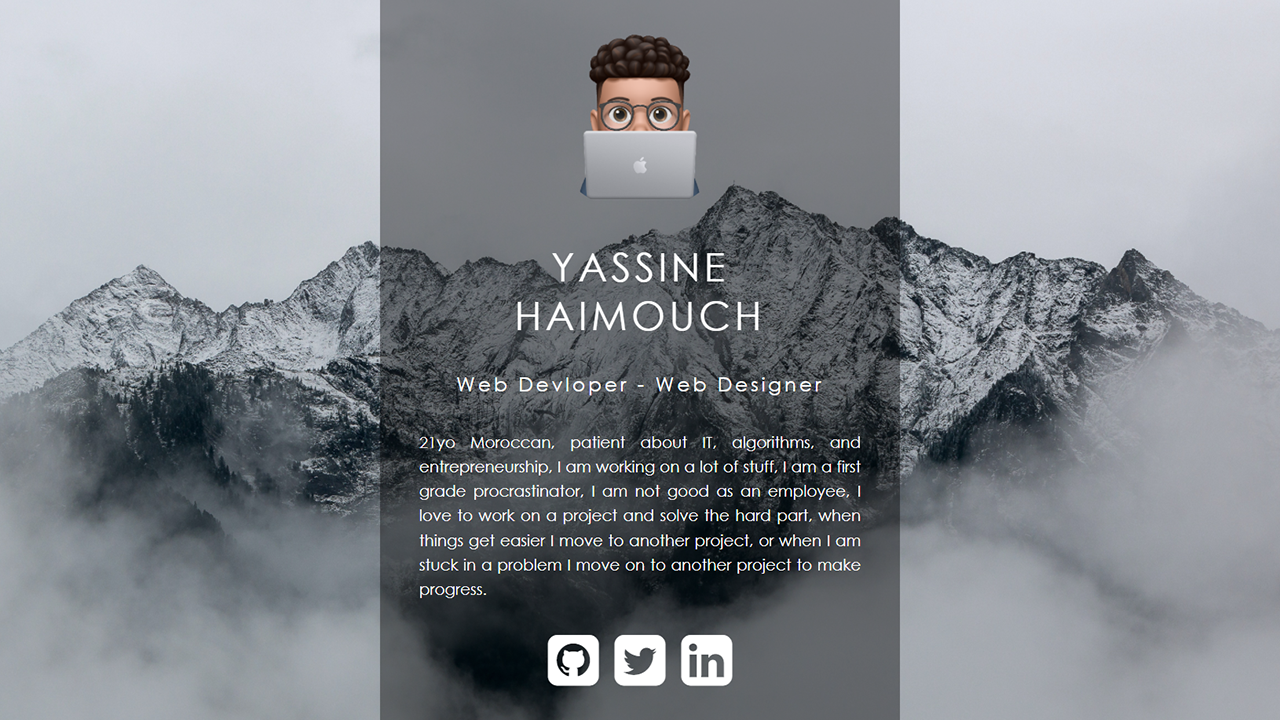 YASSINE
HAIMOUCH
Web Devloper - Web Designer
21yo Moroccan, patient about IT, algorithms, and
entrepreneurship, I am working on a lot of stuff, I am a first
grade procrastinator, I am not good as an employee, I
love to work on a project and solve the hard part, when
things get easier I move to another project, or when I am
stuck in a problem I move on to another project to make
progress.
in